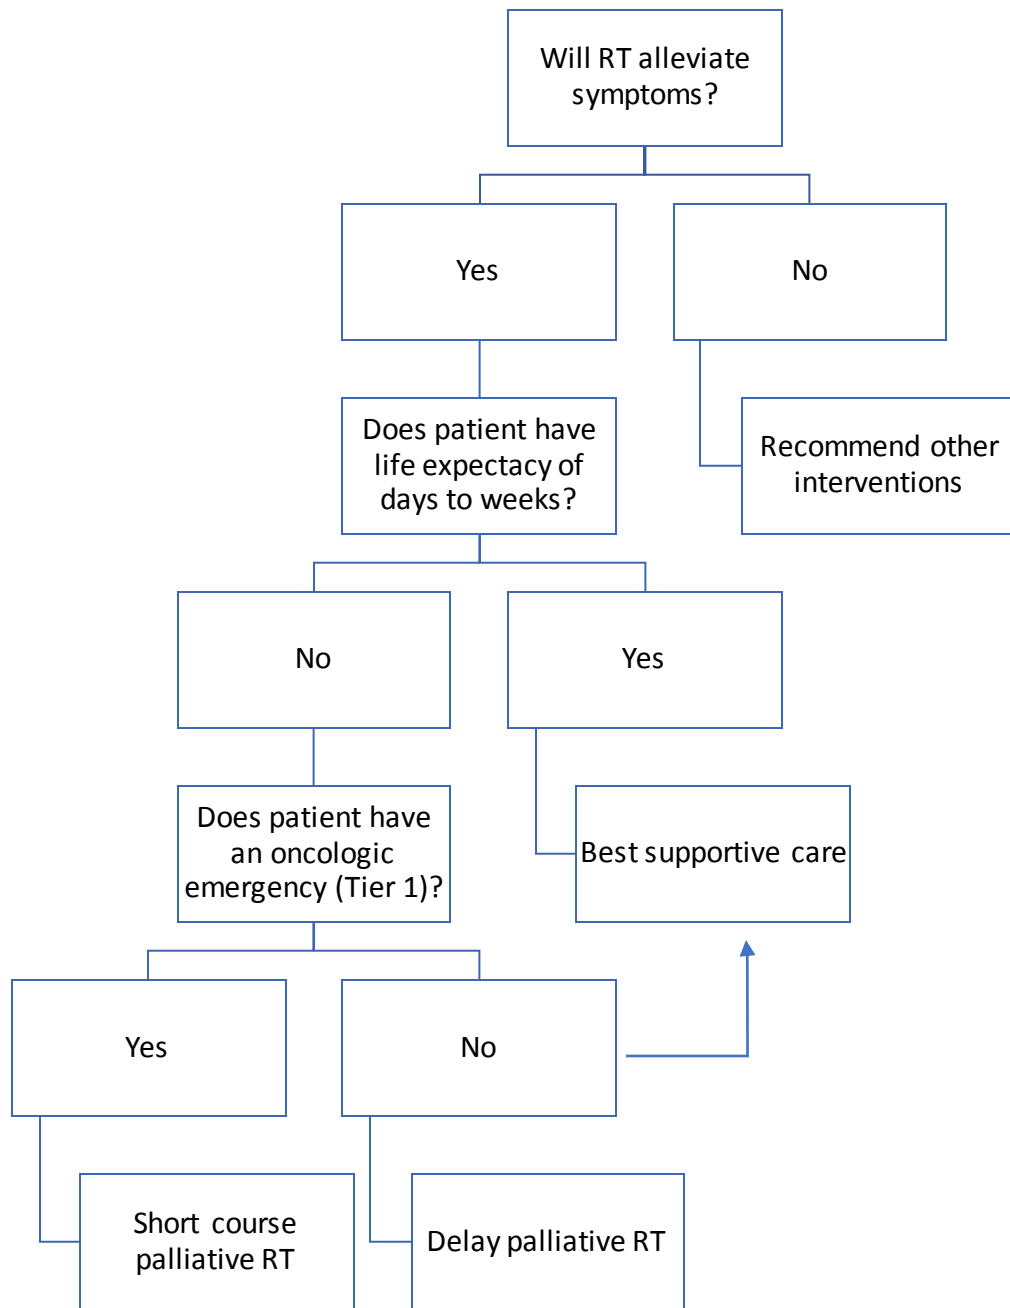 Will RT alleviate
symptoms?
Yes
No
Does patient have
life expectacy of
days to weeks?
Recommend other
interventions
No
Yes
Does patient have
an oncologic
emergency (Tier 1)?
Best supportive care
Yes
No
Short course
palliative RT
Delay palliative RT